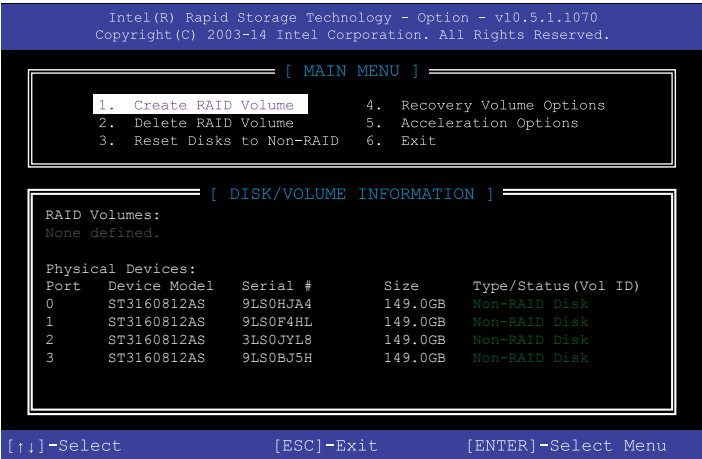 Intel(R) Rapid Storage Technology - Option - v10.5.1.1070
Copyright(C) 2003-14 Intel Corporation. All Rights Reserved.
[ MAIN MENU ]
1. Create RAID Volume 4. Recovery Volume Options
2. Delete RAID Volume 5. Acceleration Options
3. Reset Disks to Non-RAID 6. Exit
[ DISK/VOLUME INFORMATION ]
RAID Volumes:
None defined.
Physical Devices:
Port Device Model Serial # Size Type/Status(Vol ID)
0 ST3160812AS 9LS0HJA4 149.0GB Non-RAID Disk
1 ST3160812AS 9LS0F4HL 149.0GB Non-RAID Disk
2 ST3160812AS 3LS0JYL8 149.0GB Non-RAID Disk
3 ST3160812AS 9LS0BJ5H 149.0GB Non-RAID Disk
[↑↓]-Select [ESC]-Exit [ENTER]-Select Menu